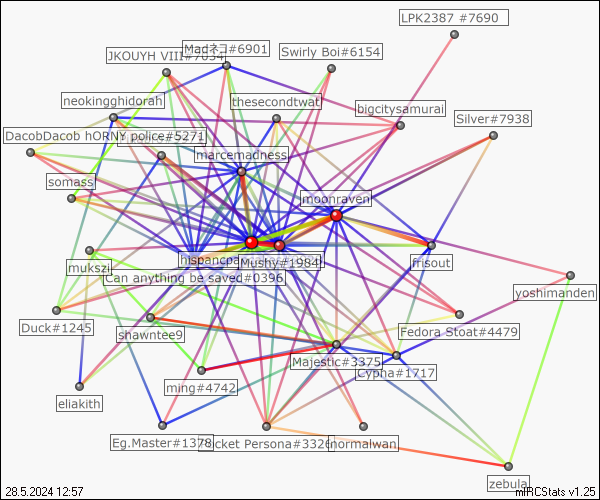 LPK2387 #7690
Madネコ#6901
JKOUYH VIII#7034
Swirly Boi#6154
neokingghidorah
thesecondtwat
bigcitysamurai
Silver#7938
DacobDacob hORNY police#5271
marcemadness
somass
moonraven
hispancpa
Mushy#1984
frisout
mukszii
Can anything be saved#0396
yoshimanden
Duck#1245
shawntee9
Fedora Stoat#4479
Majestic#3375
Cypha#1717
ming#4742
eliakith
Eg.Master#1378
cket Persona#3326
normalwan
zebula
28.5.2024 12:57
mIRCStats v1.25